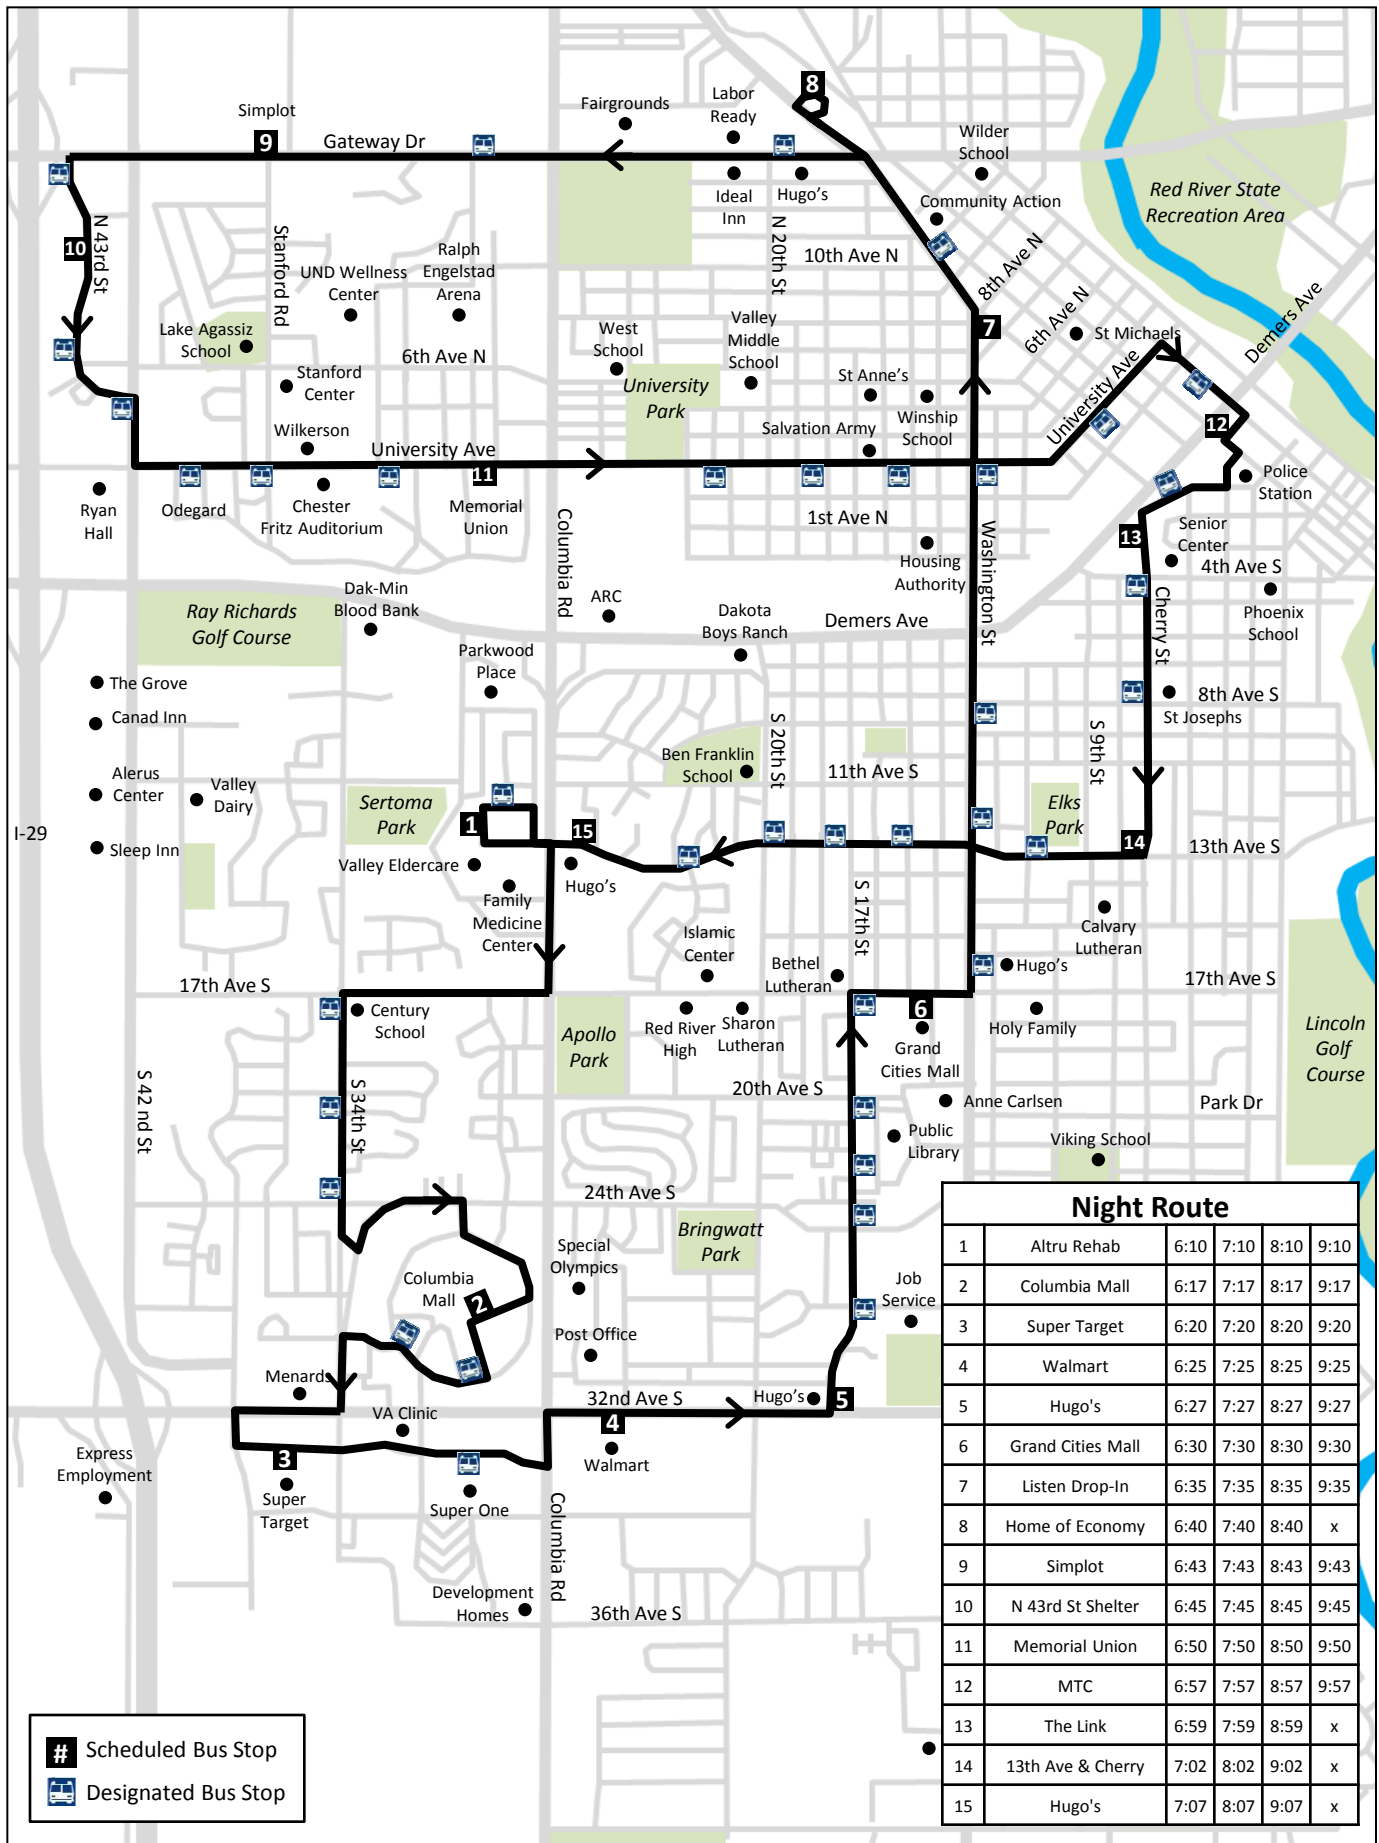 8
Simplot
9
Gateway Dr
Fairgrounds
Labor
Ready
Ideal
Inn
Hugo's
Wilder
School
Community Action
Red River State
Recreation Area
10
N 43rd St
Stanford Rd
UND Wellness
Center
Ralph
Engelstad
Arena
N 20th St
10th Ave N
8th Ave N
6th Ave N
Demers Ave
7
St Michaels
Lake Agassiz
School
6th Ave N
West
School
Valley
Middle
School
University
Park
Stanford
Center
St Anne's
Winship
School
University Ave
12
Wilkerson
University Ave
Salvation Army
11
Police
Station
Ryan
Hall
Odegard
Chester
Fritz Auditorium
Memorial
Union
Columbia Rd
1st Ave N
Washington St
13
Senior
Center
Housing
Authority
4th Ave S
Phoenix
School
Cherry St
Ray Richards
Golf Course
Dak-Min
Blood Bank
ARC
Dakota
Boys Ranch
Demers Ave
Parkwood
Place
The Grove
Canad Inn
8th Ave S
St Josephs
S 20th St
S 9th St
Ben Franklin
School
11th Ave S
Alerus
Center
Valley
Dairy
Sertoma
Park
Elks
Park
I-29
1
15
14
13th Ave S
Sleep Inn
Valley Eldercare
Hugo's
Family
Medicine
Center
S 17th St
Calvary
Lutheran
Islamic
Center
Bethel
Lutheran
Hugo's
17th Ave S
17th Ave S
Century
School
6
Red River
High
Sharon
Lutheran
Holy Family
Apollo
Park
Grand
Cities Mall
Lincoln
Golf
Course
S 42 nd St
S 34th St
20th Ave S
Anne Carlsen
Park Dr
Public
Library
Viking School
24th Ave S
Bringwatt
Park
Special
Olympics
Columbia
Mall
2
Job
Service
Post Office
Menards
32nd Ave S
Hugo's
5
VA Clinic
4
Walmart
3
Express
Employment
Super
Target
Super One
Columbia Rd
Development
Homes
36th Ave S
Night Route
1 Altru Rehab 6:10 7:10 8:10 9:10
2 Columbia Mall 6:17 7:17 8:17 9:17
3 Super Target 6:20 7:20 8:20 9:20
4 Walmart 6:25 7:25 8:25 9:25
5 Hugo's 6:27 7:27 8:27 9:27
6 Grand Cities Mall 6:30 7:30 8:30 9:30
7 Listen Drop-In 6:35 7:35 8:35 9:35
8 Home of Economy 6:40 7:40 8:40 x
9 Simplot 6:43 7:43 8:43 9:43
10 N 43rd St Shelter 6:45 7:45 8:45 9:45
11 Memorial Union 6:50 7:50 8:50 9:50
12 MTC 6:57 7:57 8:57 9:57
13 The Link 6:59 7:59 8:59 x
14 13th Ave & Cherry 7:02 8:02 9:02 x
15 Hugo's 7:07 8:07 9:07 x
# Scheduled Bus Stop
Designated Bus Stop